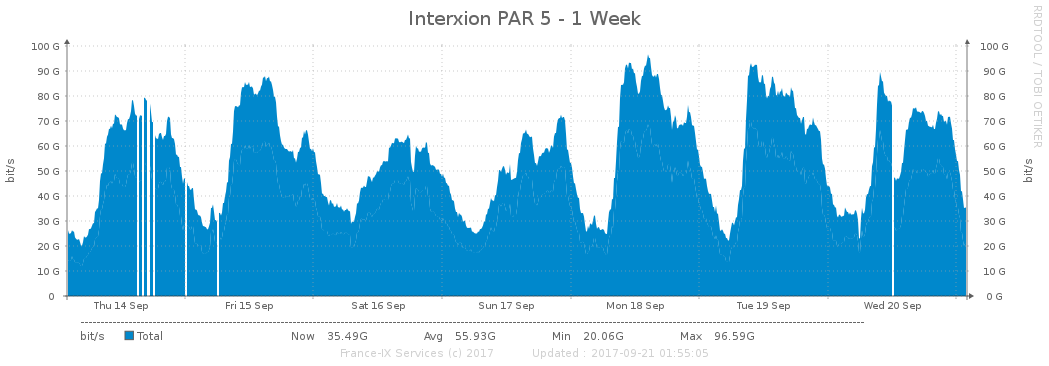 Interxion PAR 5 - 1 Week
RRDTOOL / TOBI OETIKER
bit/s
bit/s
100 G 100 G
90 G 90 G
80 G 80 G
70 G 70 G
60 G 60 G
50 G 50 G
40 G 40 G
30 G 30 G
20 G 20 G
10 G 10 G
0 0 G
Thu 14 Sep Fri 15 Sep Sat 16 Sep Sun 17 Sep Mon 18 Sep Tue 19 Sep Wed 20 Sep
bit/s Total Now 35.49G Avg 55.93G Min 20.06G Max 96.59G
France-IX Services (c) 2017 Updated : 2017-09-21 01:55:05